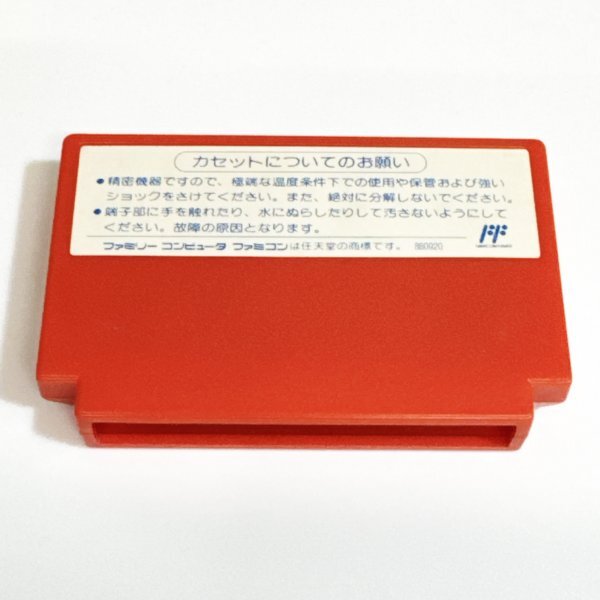 カセットについてのお願い
●精密機器ですので、極端な温度条件下での使用や保管および強い
ショックをさけてください。また、絶対に分解しないでください。
●端子部に手を触れたり、水にぬらしたりして汚さないようにして
ください。故障の原因となります。
ファミリーコンピュータ ファミコンは任天堂の商標です。 880920